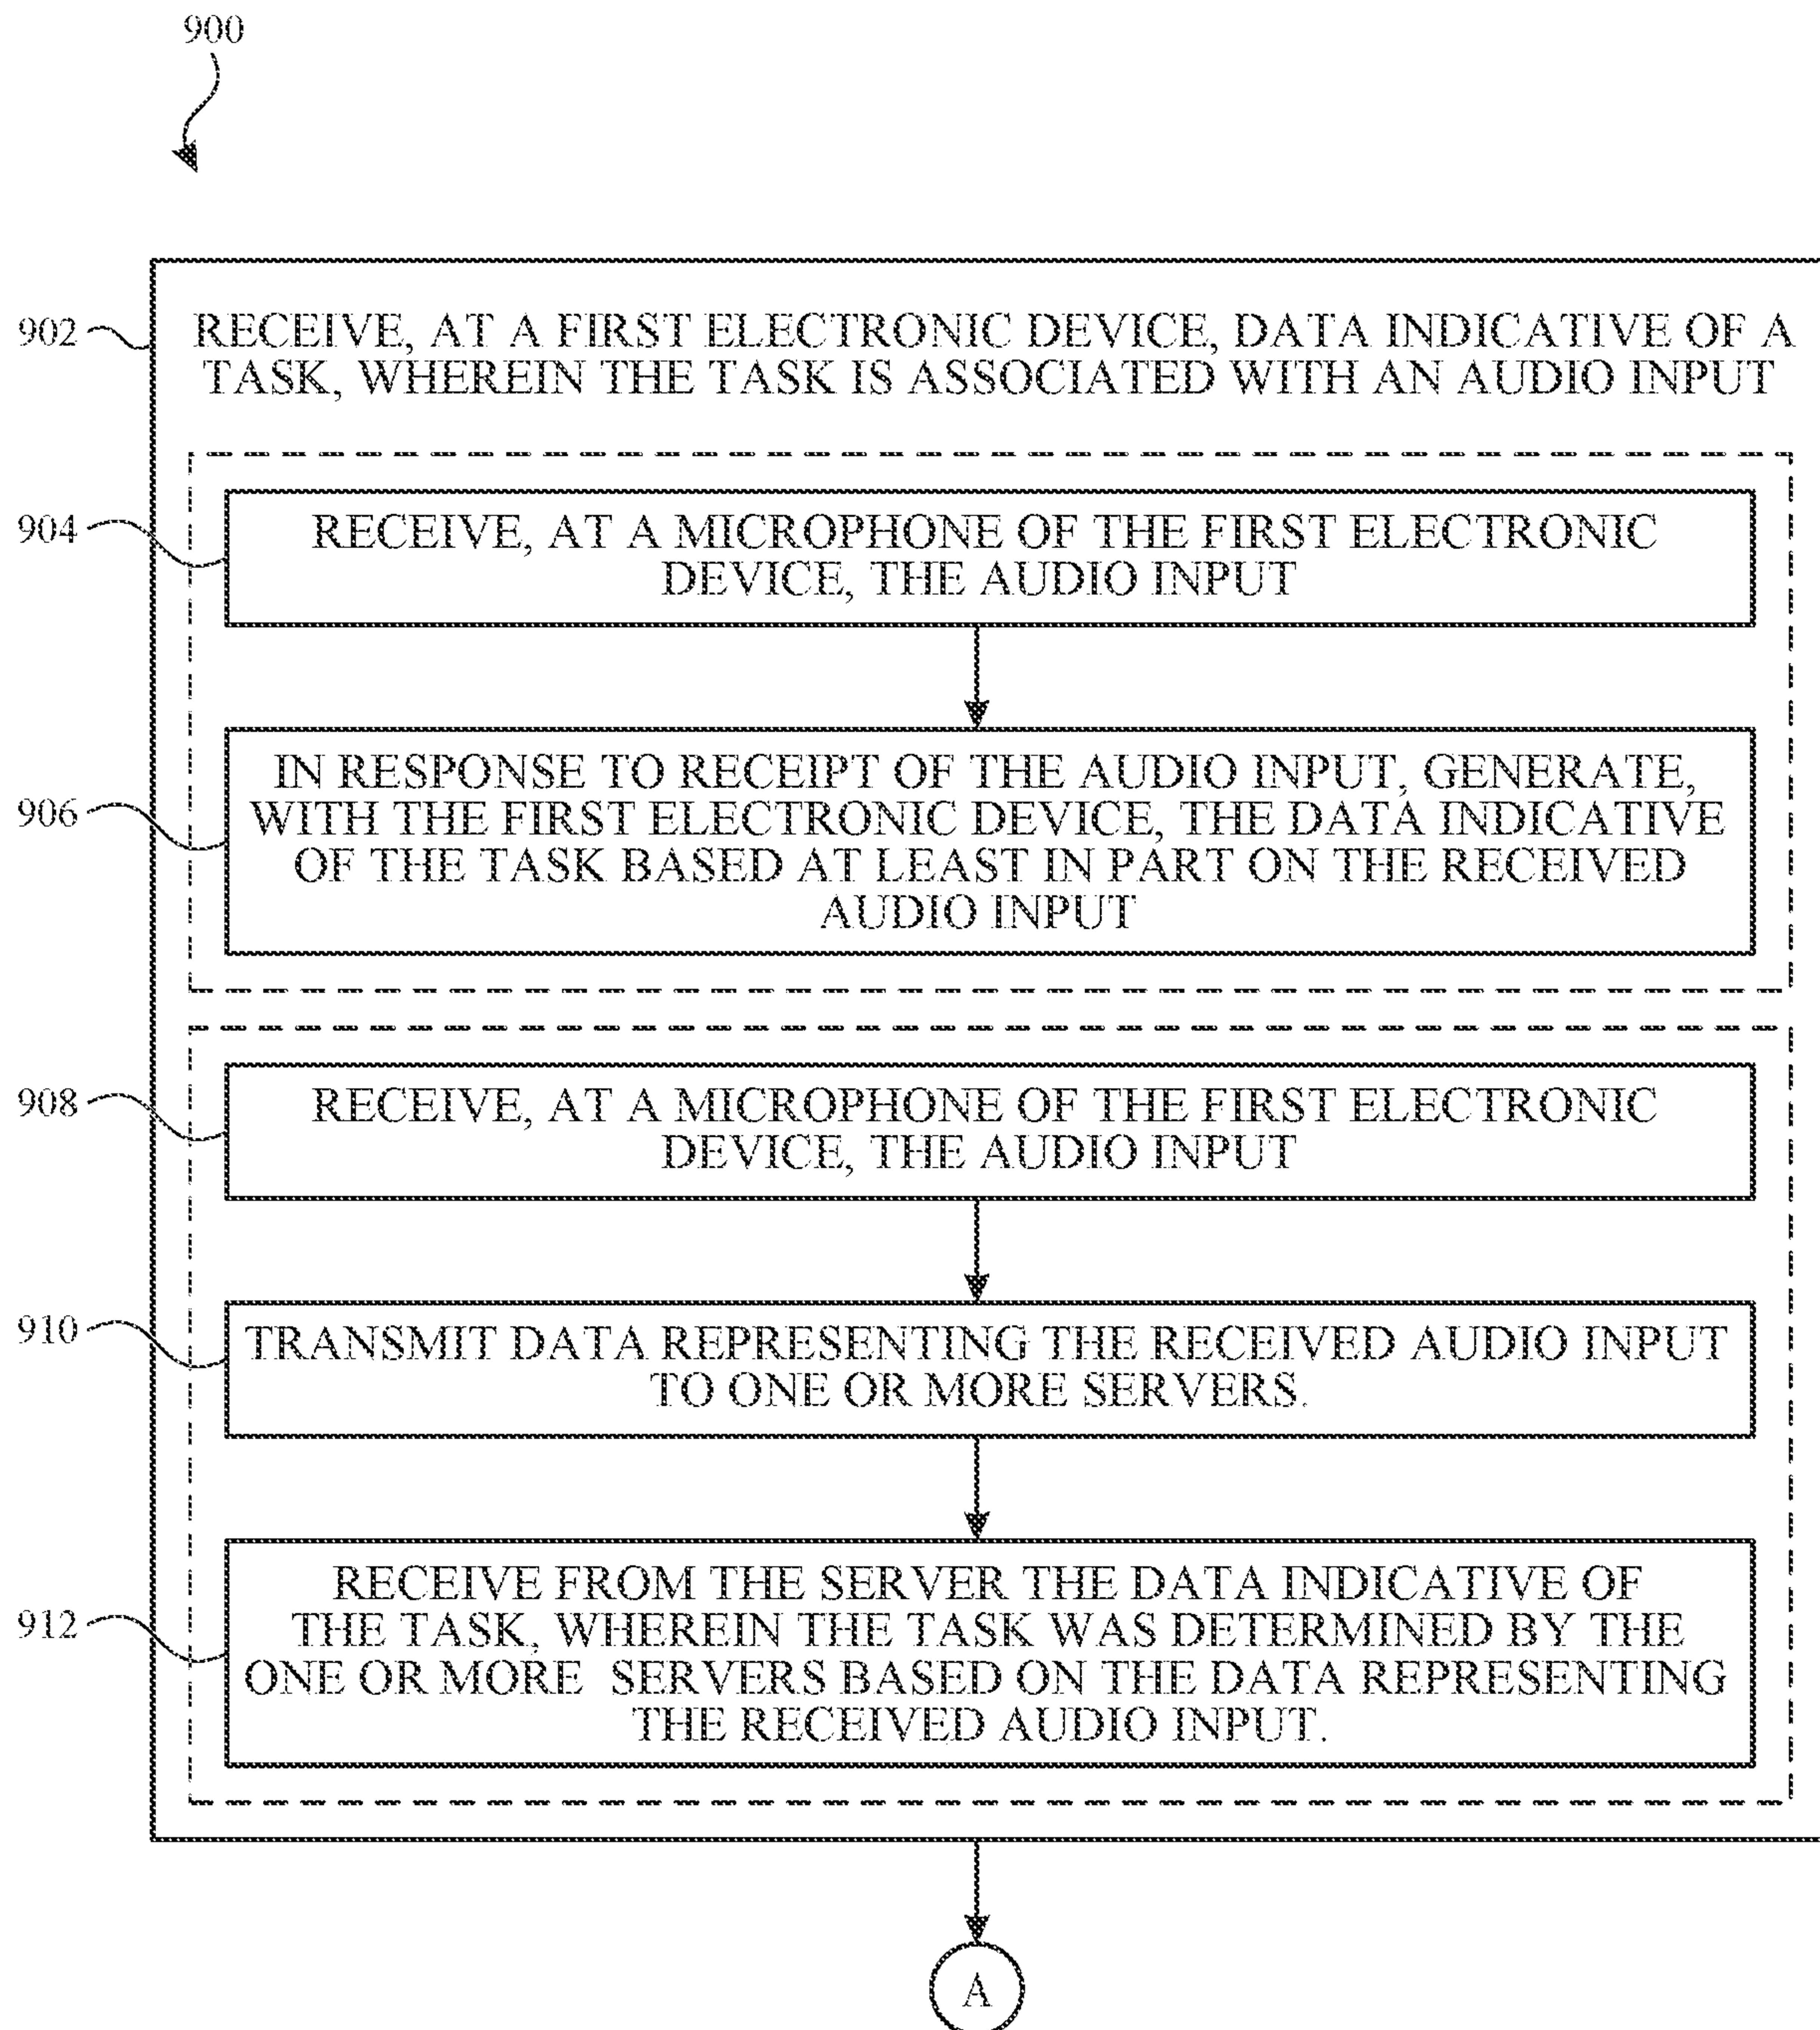 900
902
RECEIVE, AT A FIRST ELECTRONIC DEVICE, DATA INDICATIVE OF A
TASK, WHEREIN THE TASK IS ASSOCIATED WITH AN AUDIO INPUT
904
RECEIVE, AT A MICROPHONE OF THE FIRST ELECTRONIC
DEVICE, THE AUDIO INPUT
906
IN RESPONSE TO RECEIPT OF THE AUDIO INPUT, GENERATE,
WITH THE FIRST ELECTRONIC DEVICE, THE DATA INDICATIVE
OF THE TASK BASED AT LEAST IN PART ON THE RECEIVED
AUDIO INPUT
908
RECEIVE, AT A MICROPHONE OF THE FIRST ELECTRONIC
DEVICE, THE AUDIO INPUT
910
TRANSMIT DATA REPRESENTING THE RECEIVED AUDIO INPUT
TO ONE OR MORE SERVERS.
912
RECEIVE FROM THE SERVER THE DATA INDICATIVE OF
THE TASK, WHEREIN THE TASK WAS DETERMINED BY THE
ONE OR MORE SERVERS BASED ON THE DATA REPRESENTING
THE RECEIVED AUDIO INPUT.
A